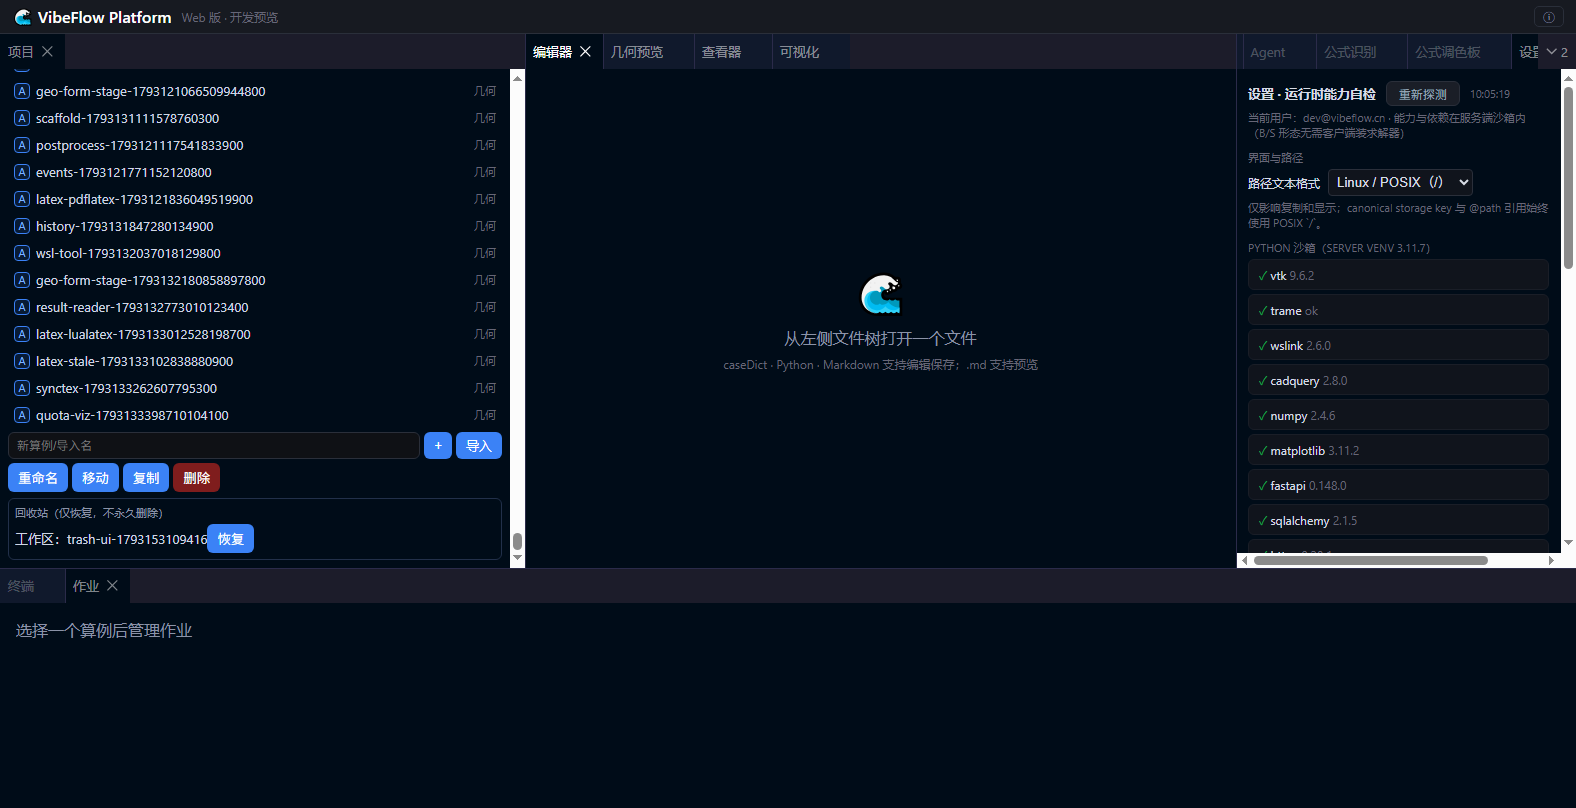 VibeFlow Platform Web 版 · 开发预览
项目
geo-form-stage-1793121066509944800 几何
scaffold-1793131111578760300 几何
postprocess-1793121117541833900 几何
events-1793121771152120800 几何
latex-pdflatex-1793121836049519900 几何
history-1793131847280134900 几何
wsl-tool-1793132037018129800 几何
geo-form-stage-1793132180858897800 几何
result-reader-1793132773010123400 几何
latex-lualatex-1793133012528198700 几何
latex-stale-1793133102838880900 几何
synctex-1793133262607795300 几何
quota-viz-1793133398710104100 几何
新算例/导入名 + 导入
重命名 移动 复制 删除
回收站（仅恢复，不永久删除）
工作区：trash-ui-1793153109416 恢复
编辑器 几何预览 查看器 可视化
从左侧文件树打开一个文件
caseDict · Python · Markdown 支持编辑保存；.md 支持预览
Agent 公式识别 公式调色板 设置 2
设置 · 运行时能力自检 重新探测 10:05:19
当前用户：dev@vibeflow.cn · 能力与依赖在服务端沙箱内
（B/S 形态无需客户端装求解器）
界面与路径
路径文本格式 Linux / POSIX（/）
仅影响复制和显示；canonical storage key 与 @path 引用始终
使用 POSIX `/`。
PYTHON 沙箱（SERVER VENV 3.11.7）
✓ vtk 9.6.2
✓ trame ok
✓ wslink 2.6.0
✓ cadquery 2.8.0
✓ numpy 2.4.6
✓ matplotlib 3.11.2
✓ fastapi 0.148.0
✓ sqlalchemy 2.1.5
终端 作业
选择一个算例后管理作业